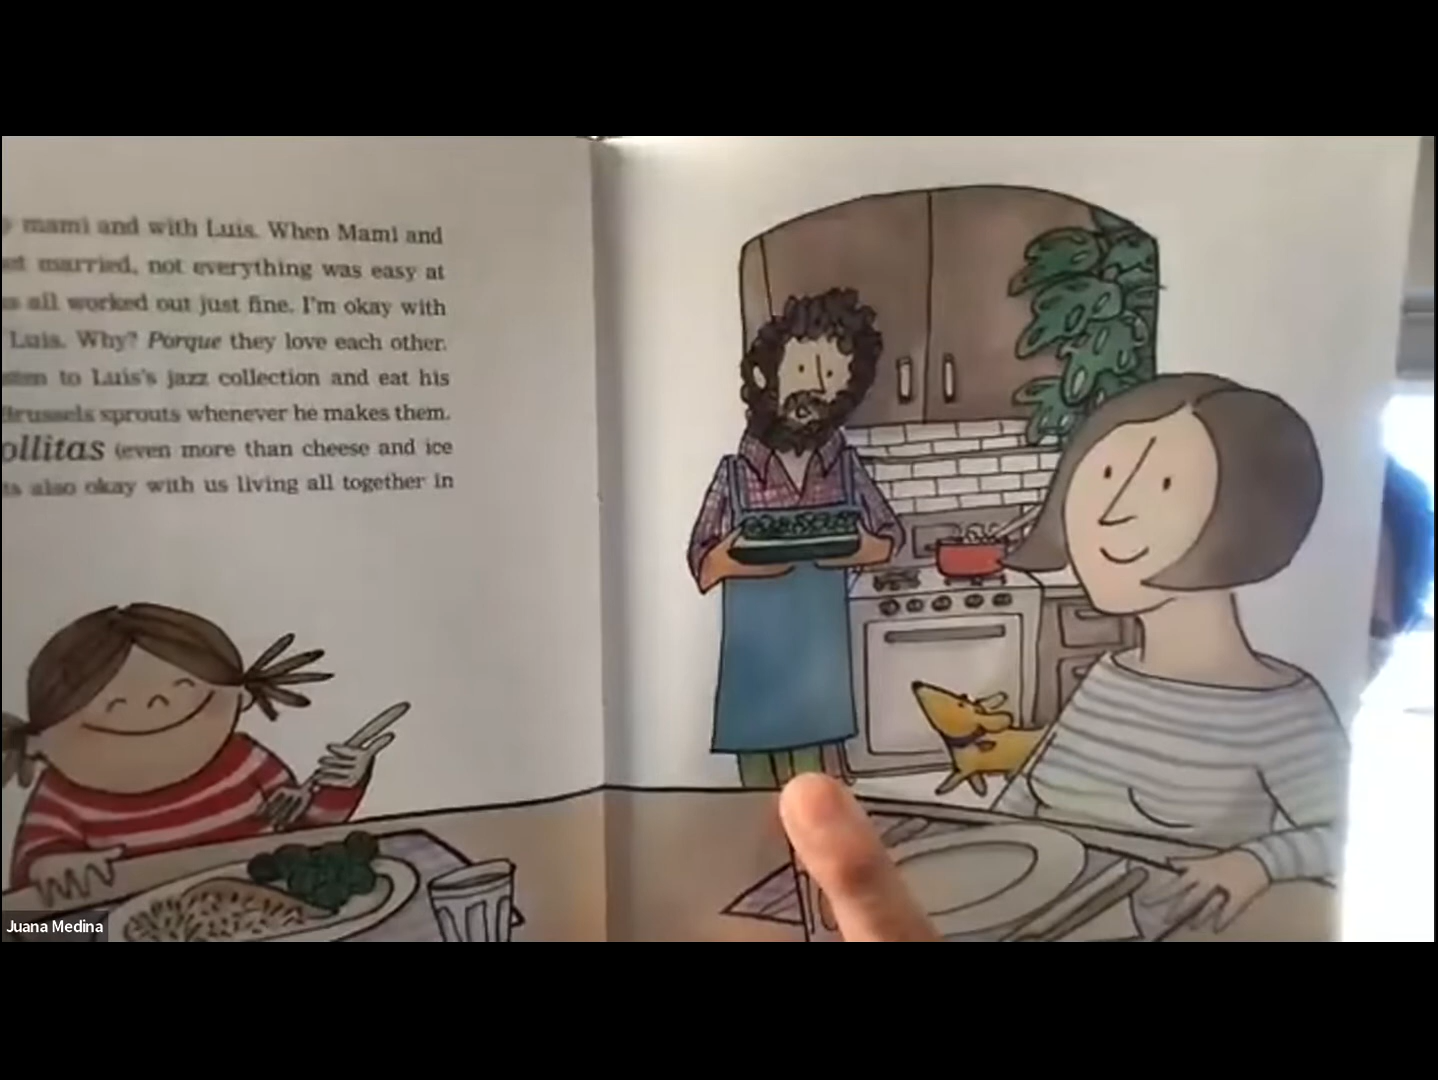 mami and with Luis. When Mami and
married, not everything was easy at
all worked out just fine. I'm okay with
Luis. Why? Porque they love each other.
to Luis's jazz collection and eat his
Brussels sprouts whenever he makes them.
(even more than cheese and ice
also okay with us living all together in
Juana Medina